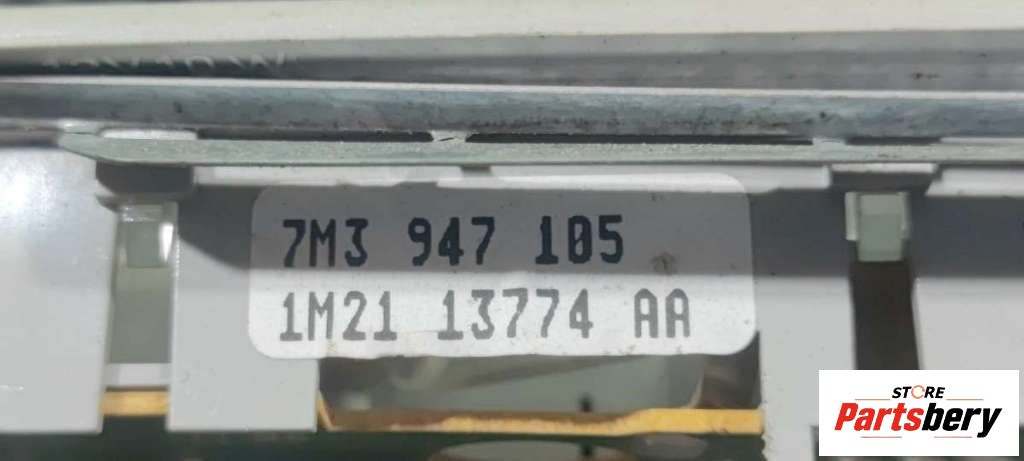 7M3 947 105
1M21 13774 AA
STORE
Partsbery